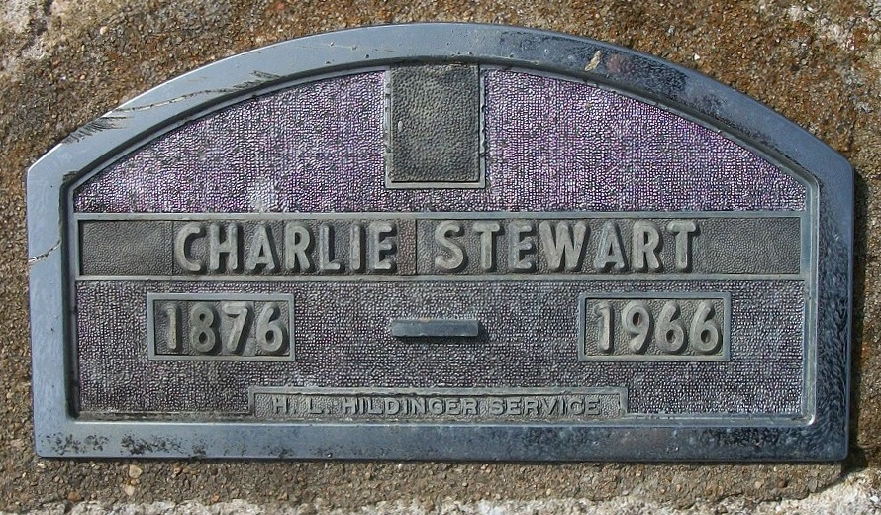 CHARLIE STEWART
1876 — 1966
H. L. HILDINGER SERVICE